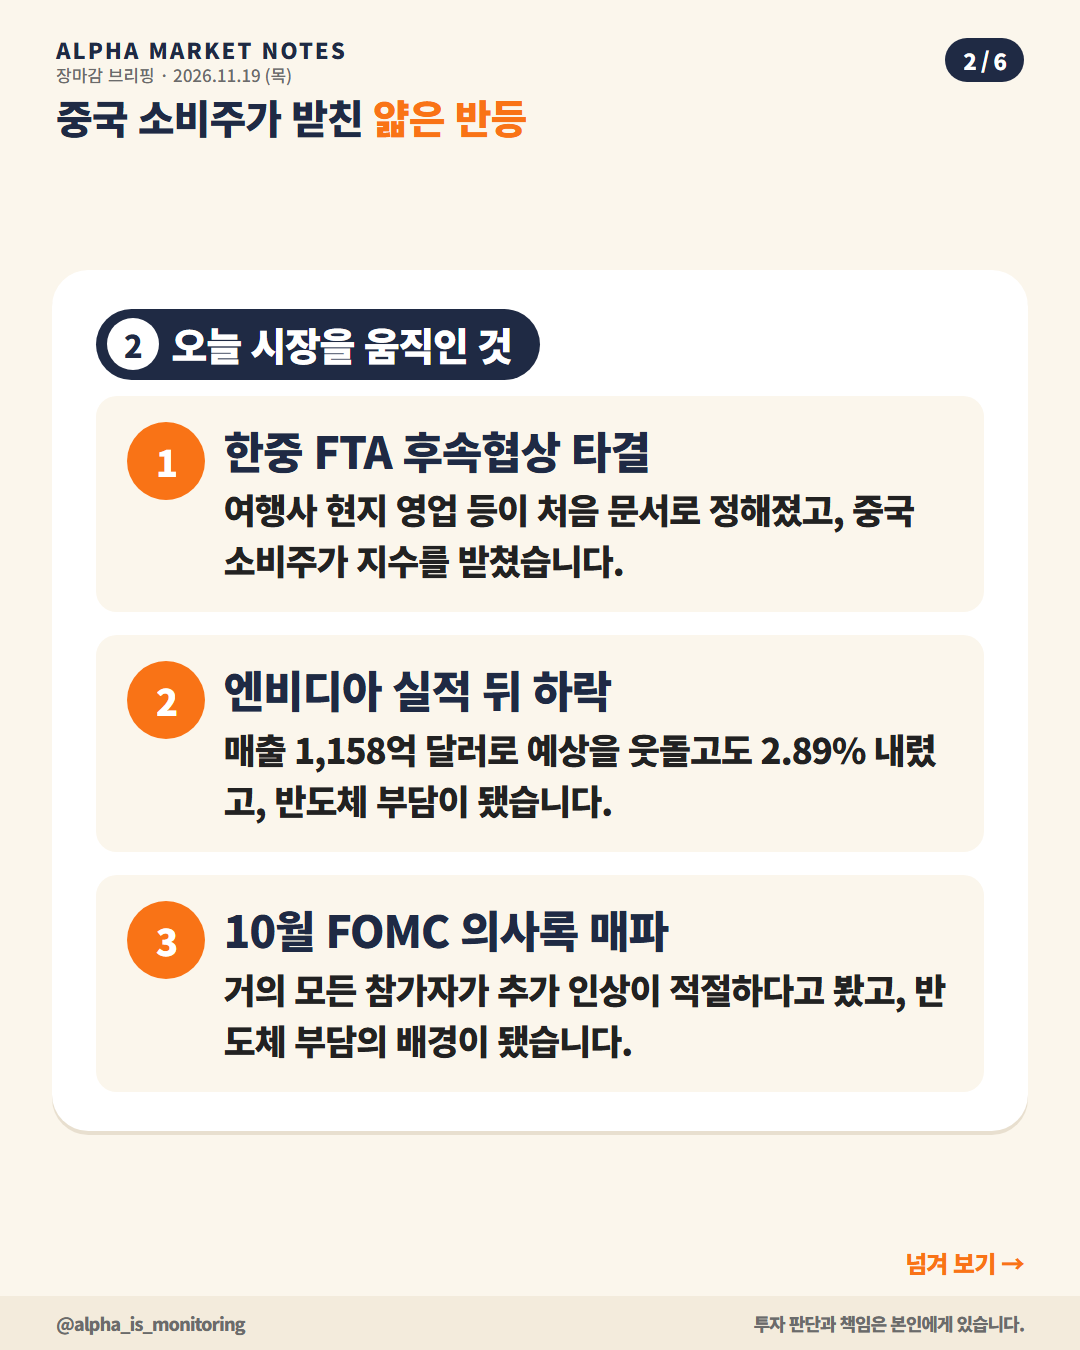 ALPHA MARKET NOTES
장마감 브리핑 · 2026.11.19 (목)
2 / 6
중국 소비주가 받친 얇은 반등
2 오늘 시장을 움직인 것
1 한중 FTA 후속협상 타결
여행사 현지 영업 등이 처음 문서로 정해졌고, 중국
소비주가 지수를 받쳤습니다.
2 엔비디아 실적 뒤 하락
매출 1,158억 달러로 예상을 웃돌고도 2.89% 내렸
고, 반도체 부담이 됐습니다.
3 10월 FOMC 의사록 매파
거의 모든 참가자가 추가 인상이 적절하다고 봤고, 반
도체 부담의 배경이 됐습니다.
넘겨 보기 →
@alpha_is_monitoring
투자 판단과 책임은 본인에게 있습니다.